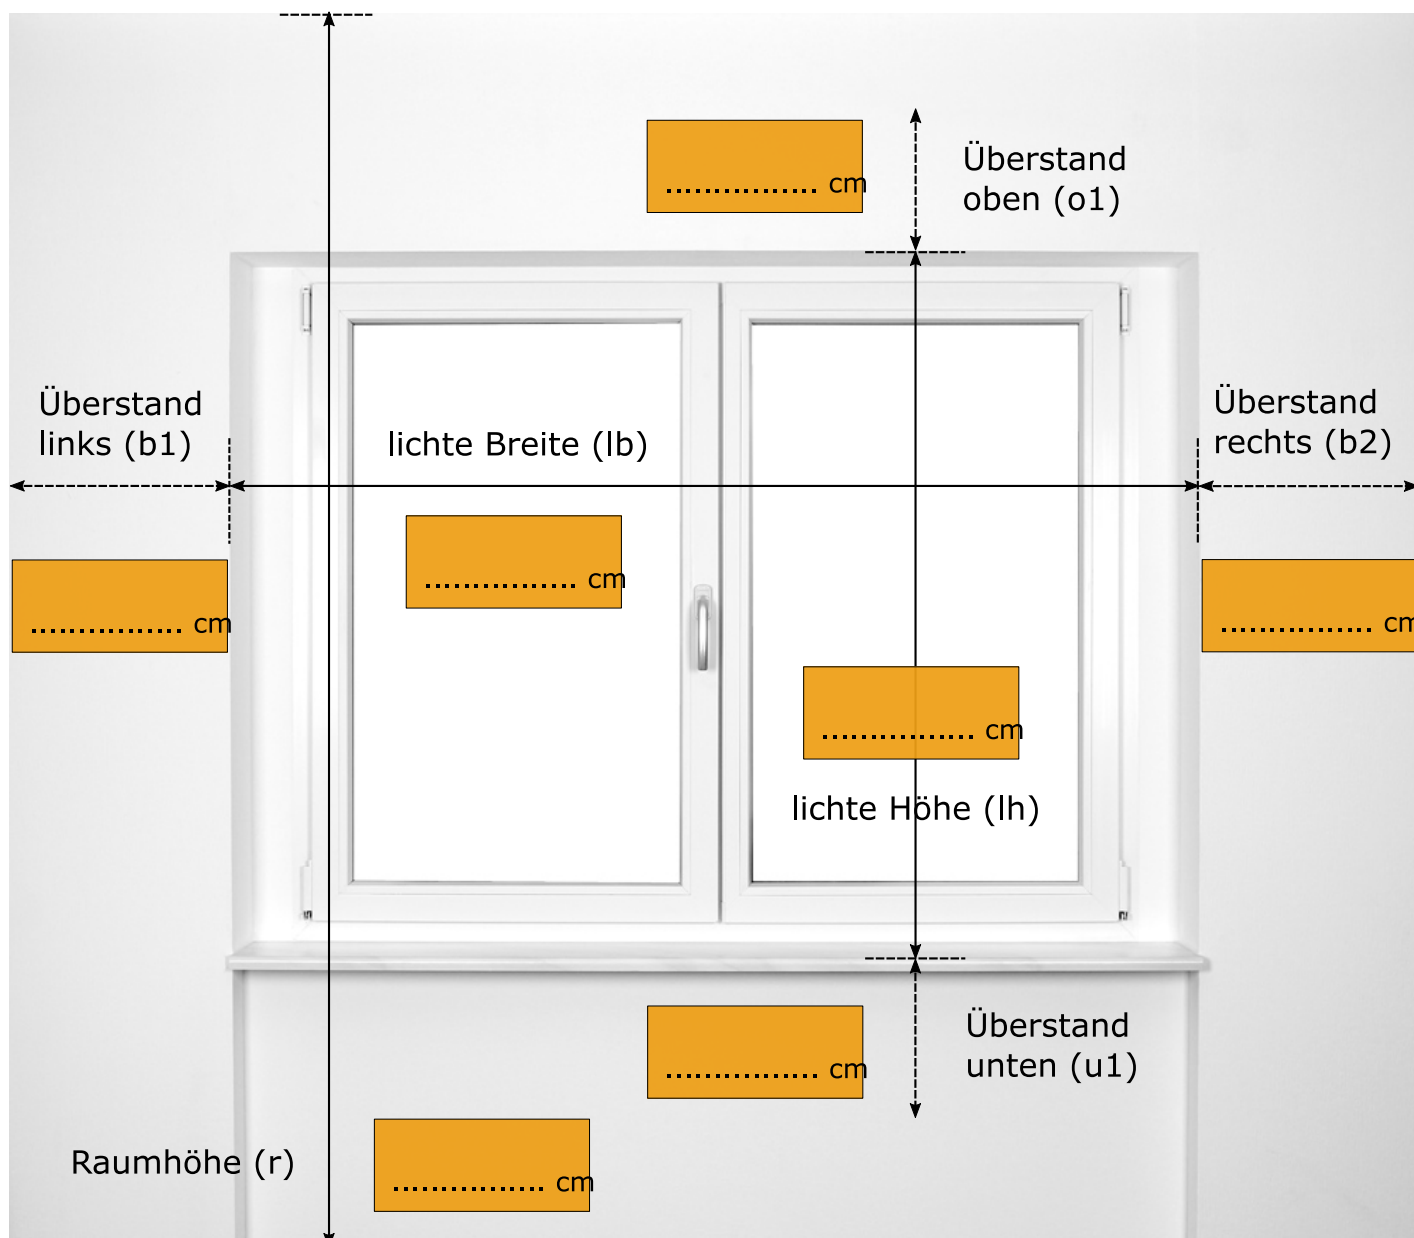 ................ cm
Überstand
oben (o1)
Überstand
links (b1)
lichte Breite (lb)
Überstand
rechts (b2)
................ cm
................ cm
................ cm
................ cm
lichte Höhe (lh)
................ cm
Überstand
unten (u1)
Raumhöhe (r)
................ cm